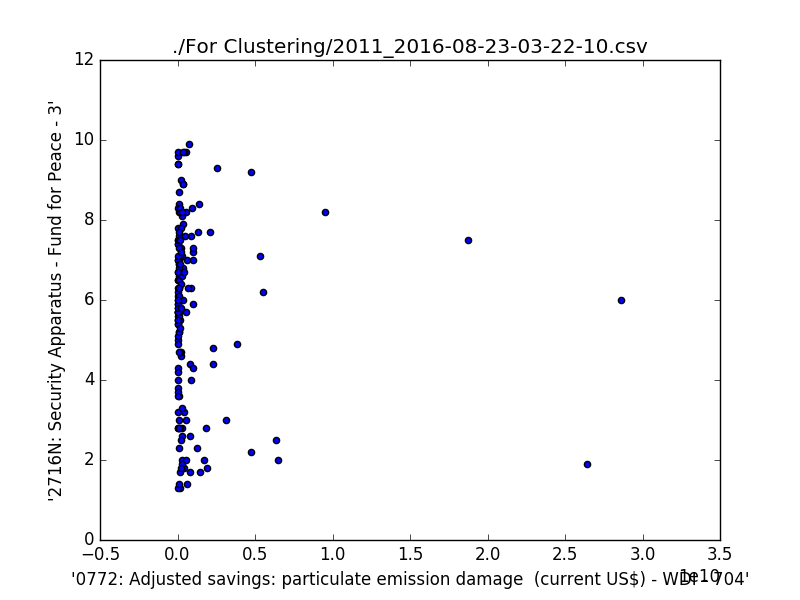 ./For Clustering/2011_2016-08-23-03-22-10.csv
12
10
8
6
4
2
0
'2716N: Security Apparatus - Fund for Peace - 3'
−0.5 0.0 0.5 1.0 1.5 2.0 2.5 3.0 3.5
1e10
'0772: Adjusted savings: particulate emission damage  (current US$) - WDI - 704'